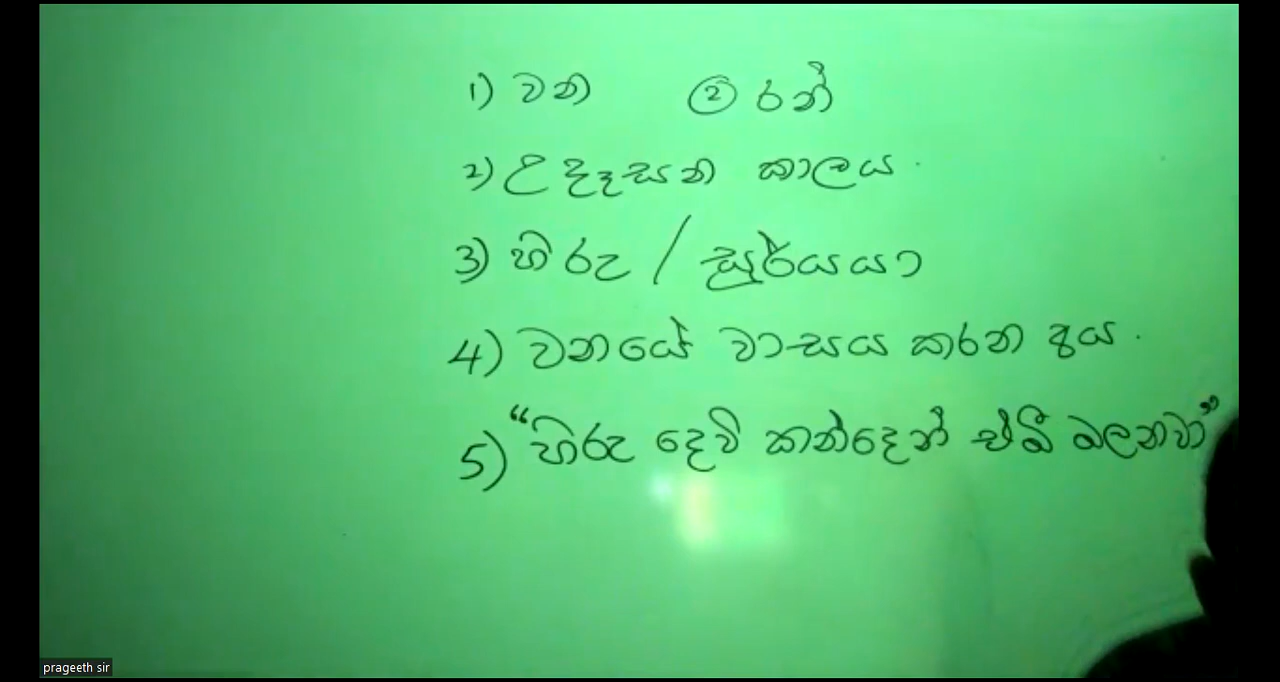 1) වන ② රන්
2) උදෑසන කාලය.
3) හිරු / සූර්යයා
4) වනයේ වාසය කරන අය.
5) "හිරු දෙවි කන්දෙන් එබී බලනවා"
prageeth sir